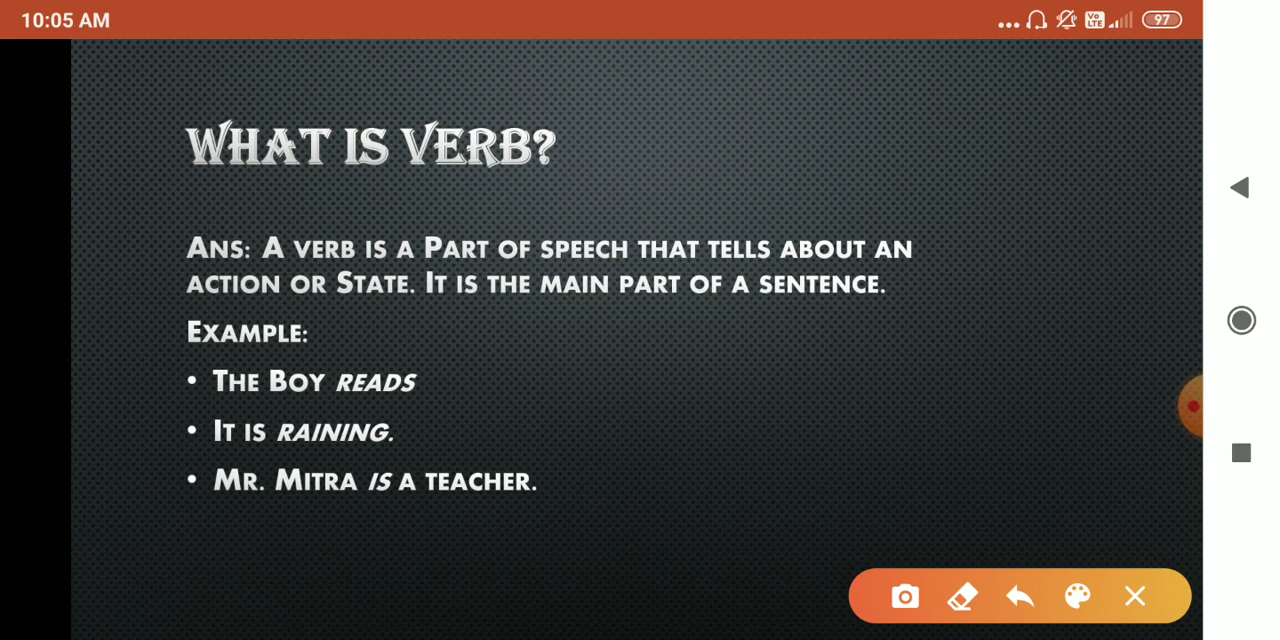 10:05 AM
Vo LTE
97
WHAT IS VERB?
ANS: A VERB IS A PART OF SPEECH THAT TELLS ABOUT AN
ACTION OR STATE. IT IS THE MAIN PART OF A SENTENCE.
EXAMPLE:
• THE BOY READS
• IT IS RAINING.
• MR. MITRA IS A TEACHER.